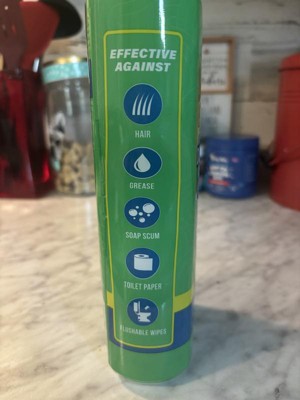 EFFECTIVE
AGAINST
HAIR
GREASE
SOAP SCUM
TOILET PAPER
FLUSHABLE WIPES